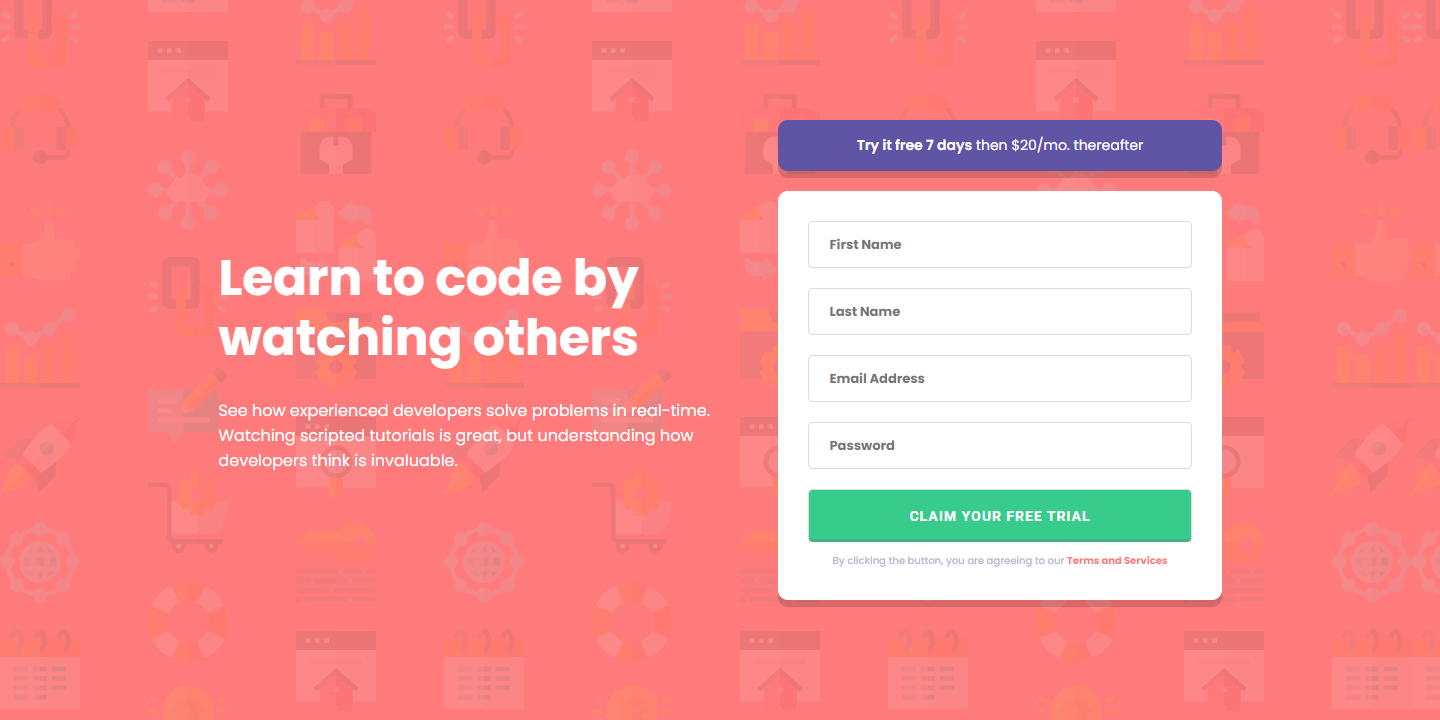 Learn to code by
watching others
See how experienced developers solve problems in real-time.
Watching scripted tutorials is great, but understanding how
developers think is invaluable.
Try it free 7 days then $20/mo. thereafter
First Name
Last Name
Email Address
Password
CLAIM YOUR FREE TRIAL
By clicking the button, you are agreeing to our Terms and Services